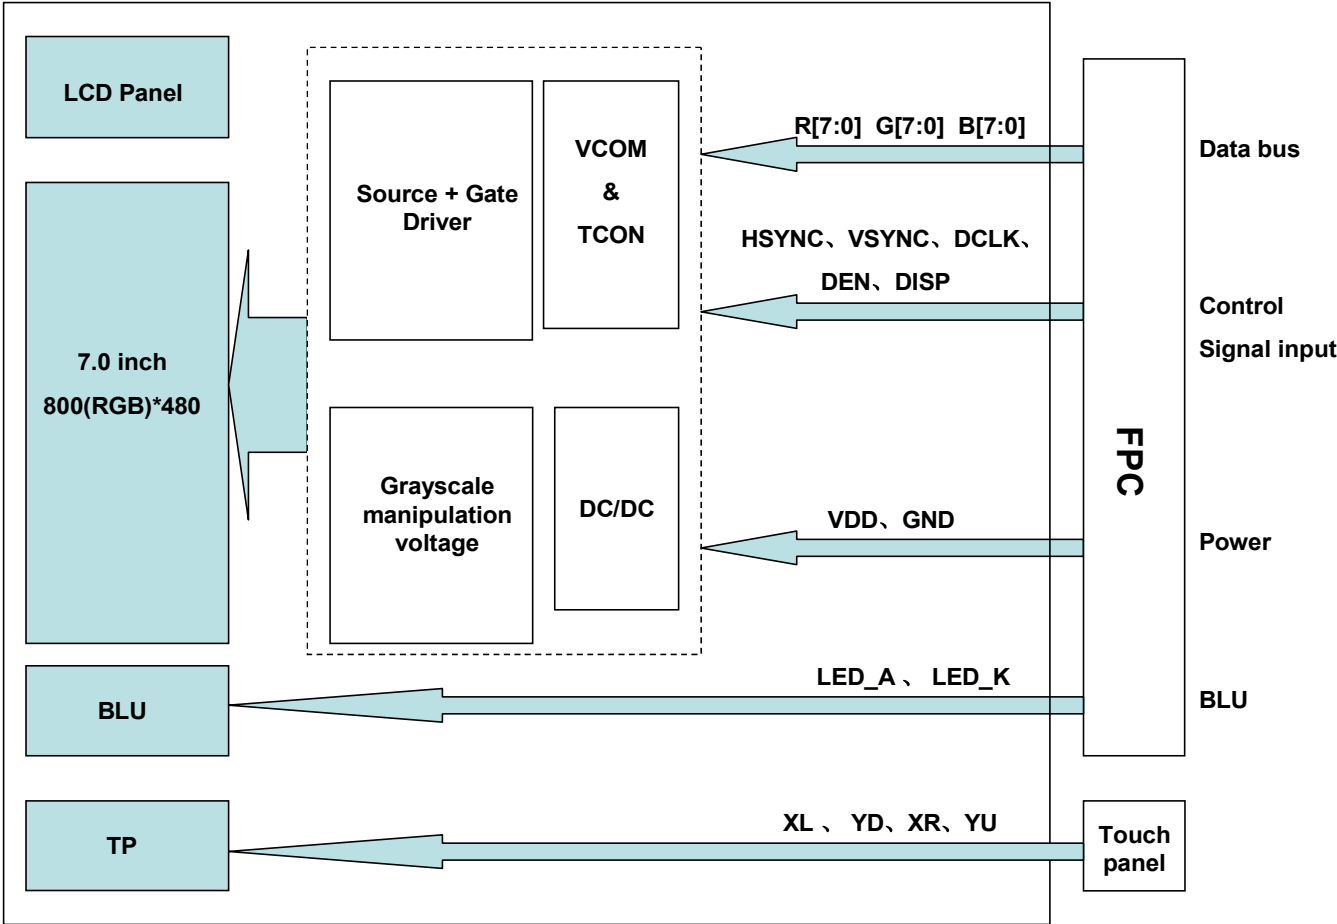 LCD Panel
7.0 inch
800(RGB)*480
BLU
TP
Source + Gate
Driver
VCOM
&
TCON
Grayscale
manipulation
voltage
DC/DC
R[7:0] G[7:0] B[7:0]
HSYNC、VSYNC、DCLK、
DEN、DISP
VDD、GND
LED_A 、 LED_K
XL 、 YD、XR、YU
FPC
Touch
panel
Data bus
Control
Signal input
Power
BLU